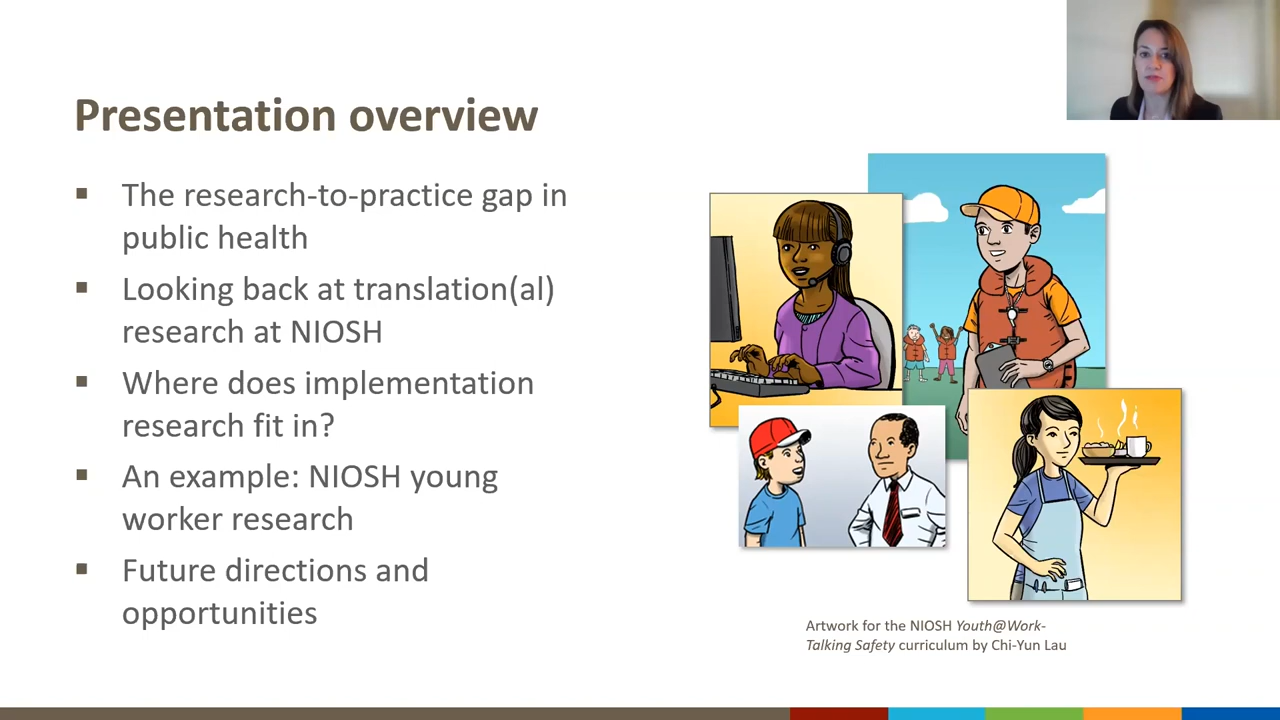 Presentation overview
▪ The research-to-practice gap in
public health
▪ Looking back at translation(al)
research at NIOSH
▪ Where does implementation
research fit in?
▪ An example: NIOSH young
worker research
▪ Future directions and
opportunities
Artwork for the NIOSH Youth@Work-
Talking Safety curriculum by Chi-Yun Lau